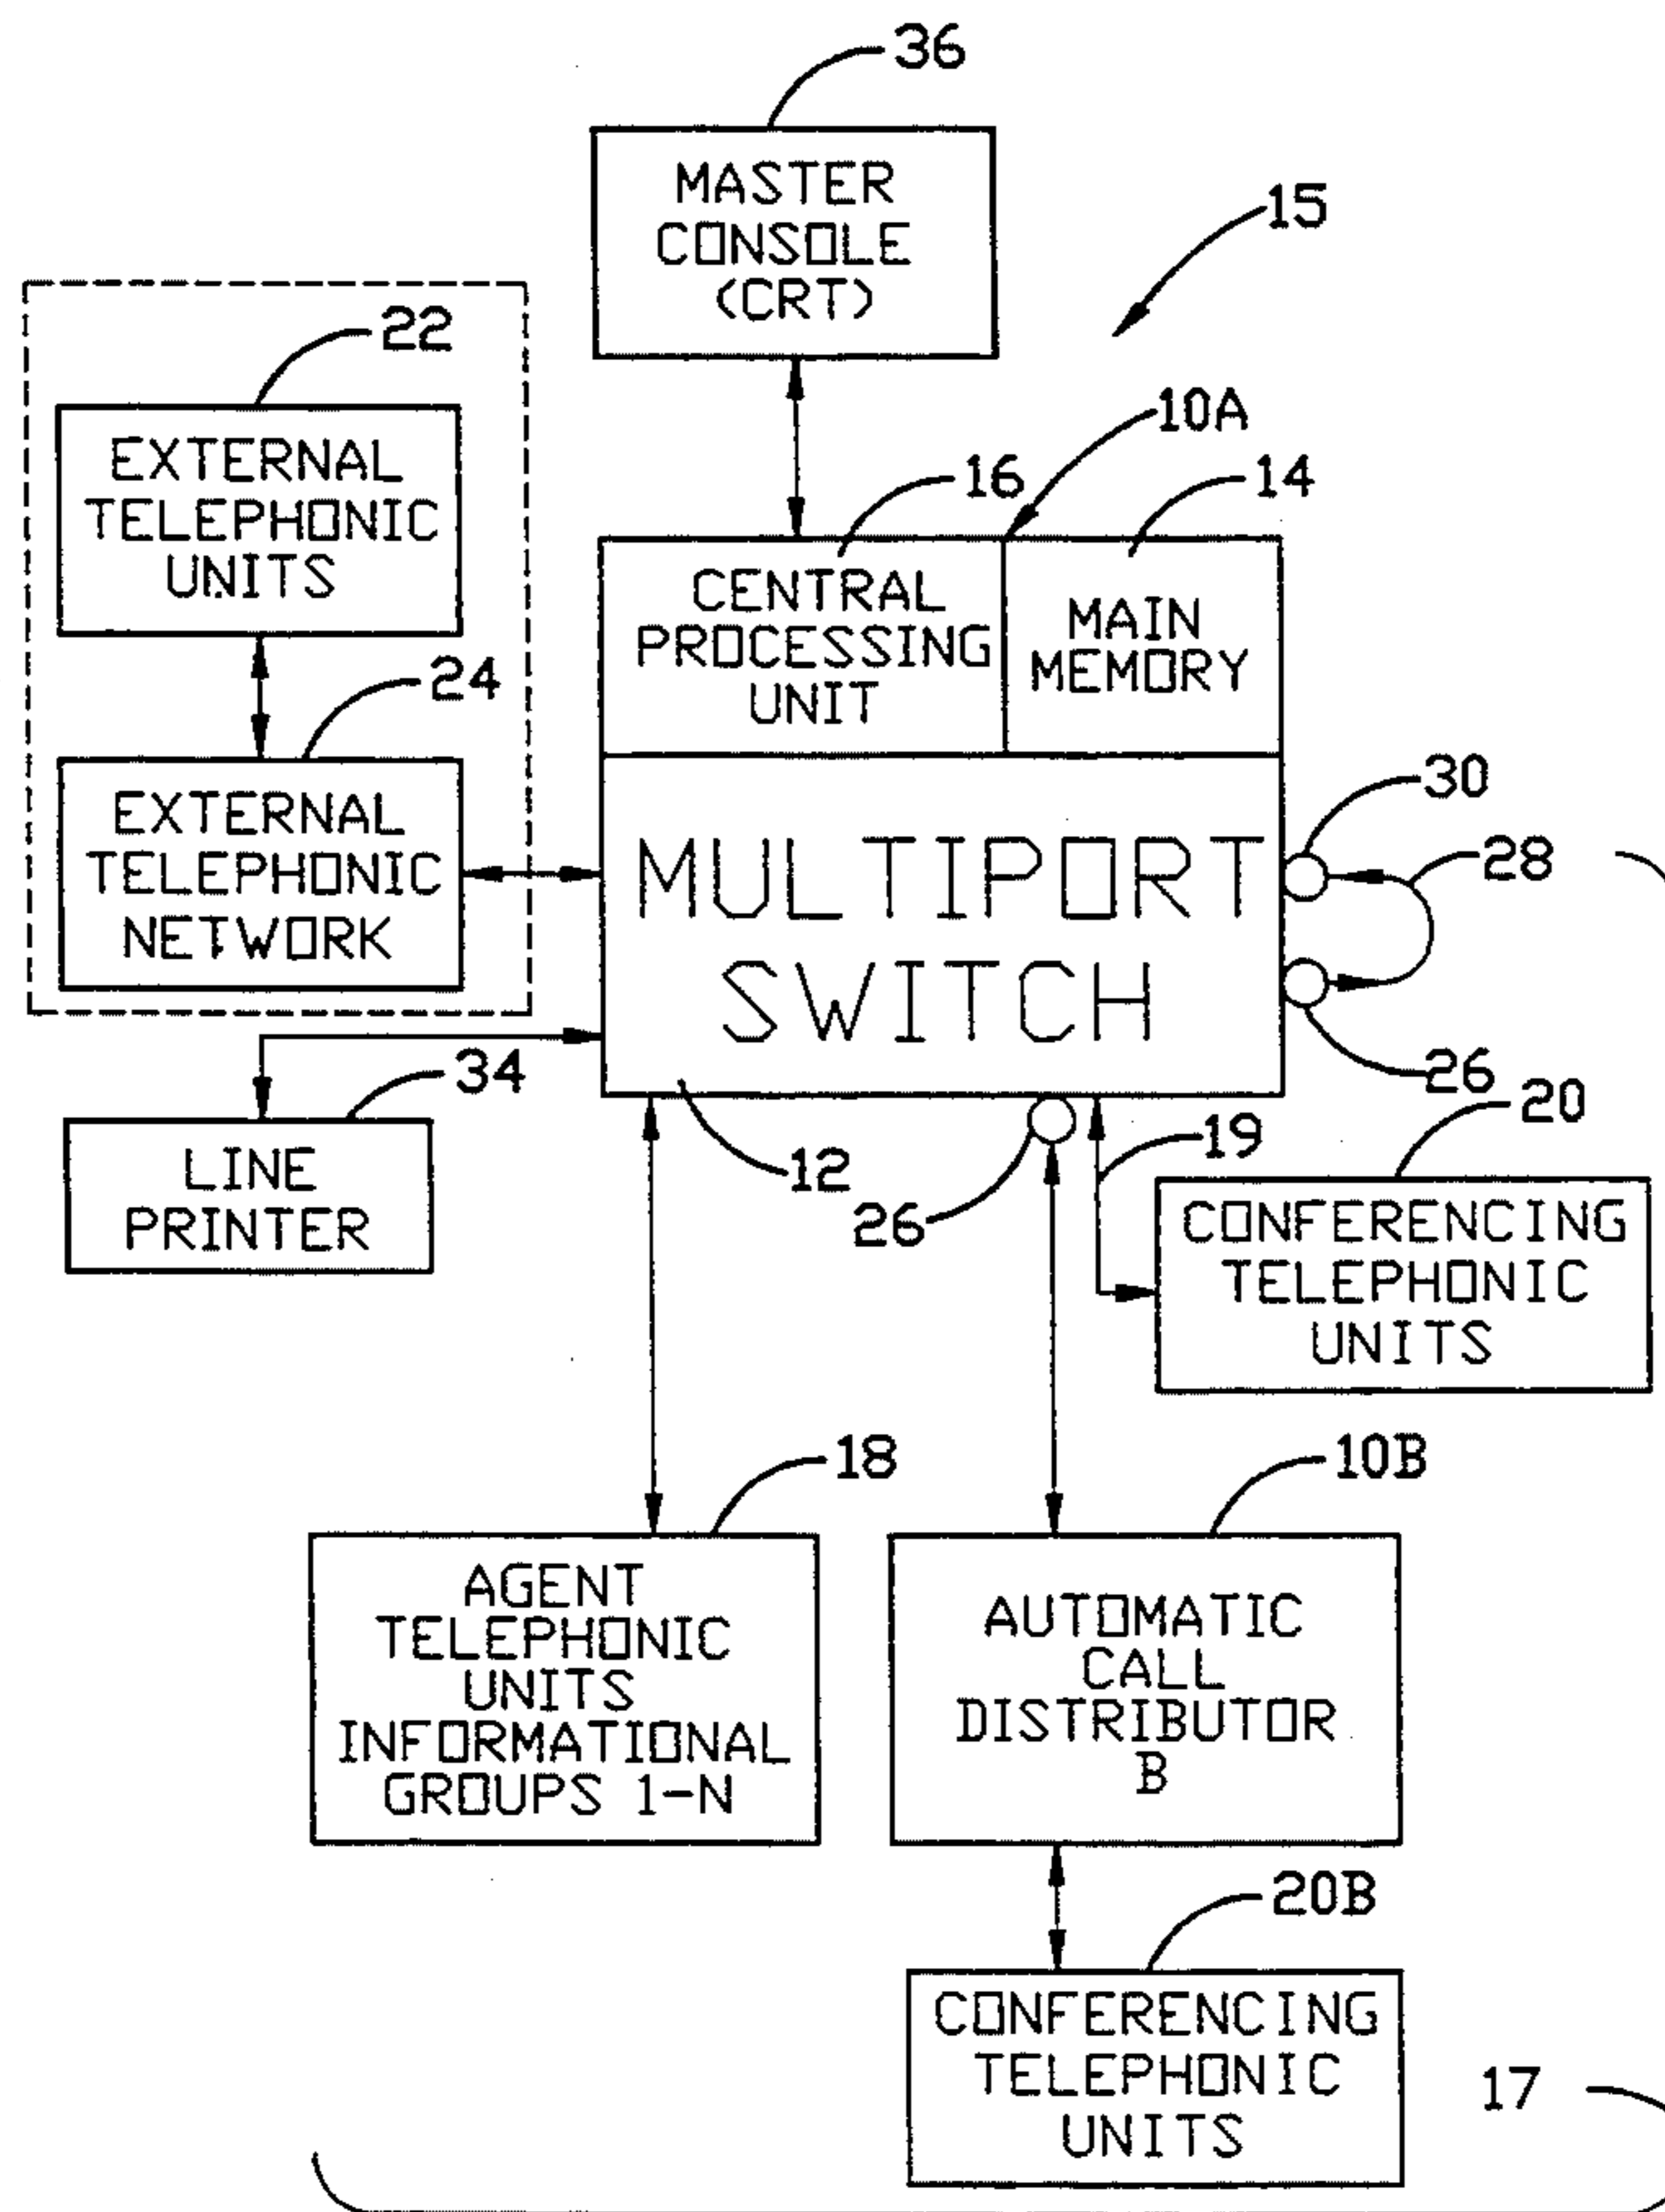 36
MASTER
CONSOLE
(CRT)
15
22
EXTERNAL
TELEPHONIC
UNITS
10A
16
14
CENTRAL
PROCESSING
UNIT
MAIN
MEMORY
24
EXTERNAL
TELEPHONIC
NETWORK
30
28
MULTIPORT
SWITCH
26
34
LINE
PRINTER
12
26
19
20
CONFERENCING
TELEPHONIC
UNITS
18
AGENT
TELEPHONIC
UNITS
INFORMATIONAL
GROUPS 1-N
10B
AUTOMATIC
CALL
DISTRIBUTOR
B
20B
CONFERENCING
TELEPHONIC
UNITS
17